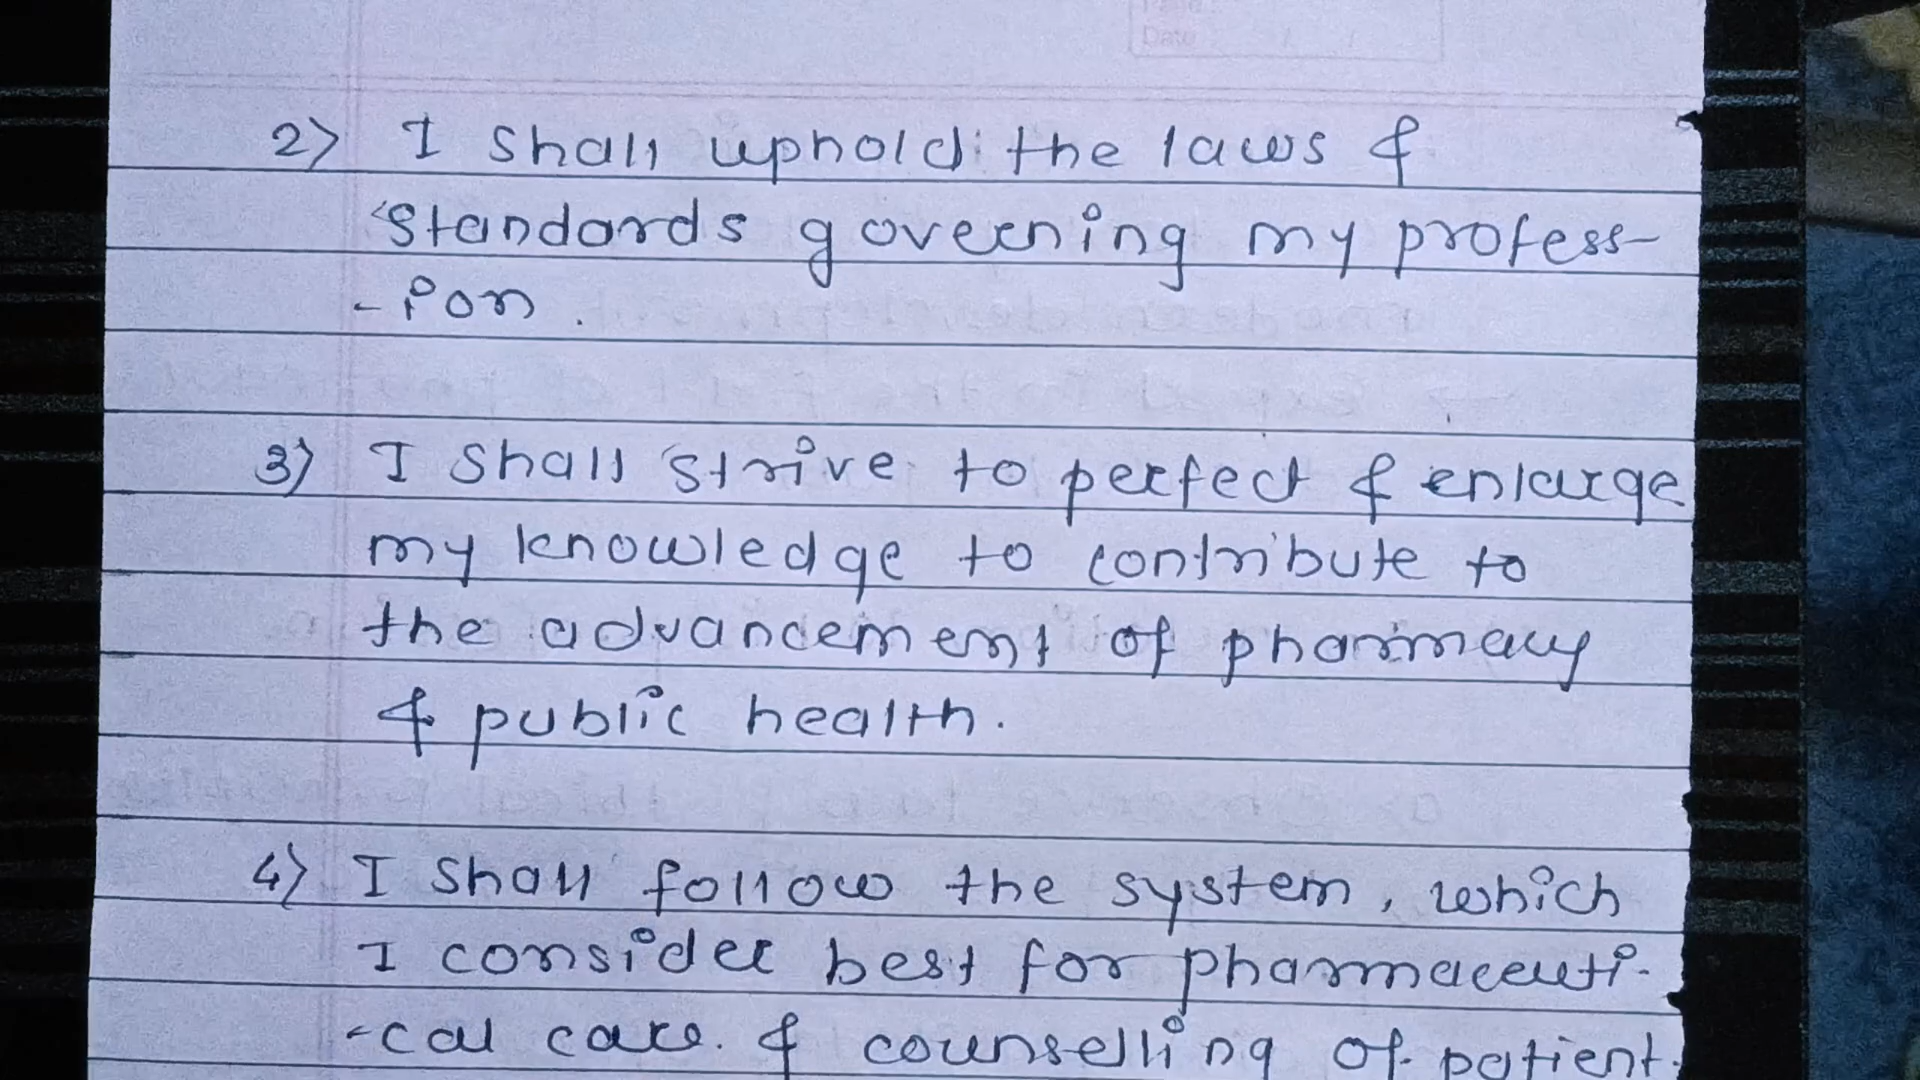 Date / /
2) I shall uphold the laws &
standards governing my profess-
-ion.
3) I shall strive to perfect & enlarge
my knowledge to contribute to
the advancement of pharmacy
& public health.
4) I shall follow the system, which
I consider best for pharmaceuti-
-cal care. & counselling of patient.